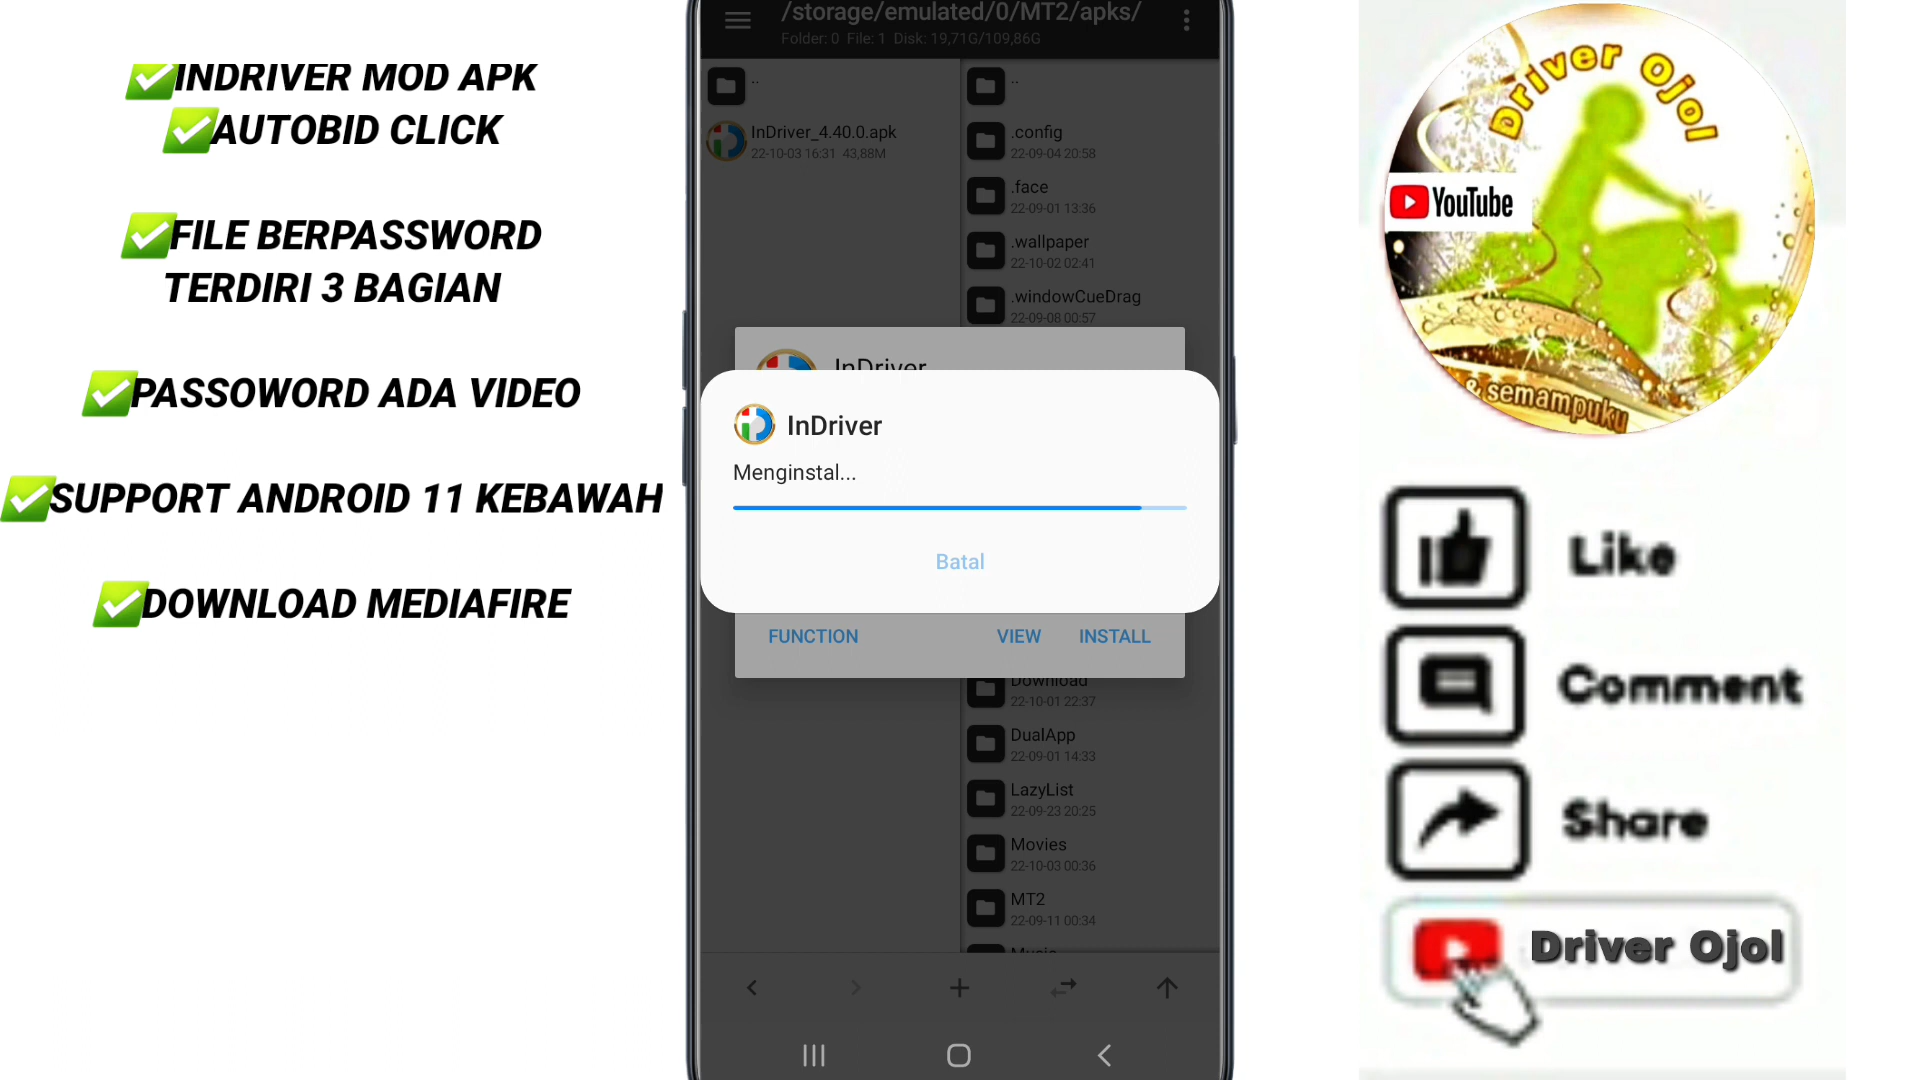 ✅INDRIVER MOD APK
✅AUTOBID CLICK
✅FILE BERPASSWORD
TERDIRI 3 BAGIAN
✅PASSOWORD ADA VIDEO
✅SUPPORT ANDROID 11 KEBAWAH
✅DOWNLOAD MEDIAFIRE
/storage/emulated/0/MT2/apks/
Folder: 0 File: 1 Disk: 19,71G/109,86G
..
InDriver_4.40.0.apk
22-10-03 16:31 43,88M
..
.config
22-09-04 20:58
.face
22-09-01 13:36
.wallpaper
22-10-02 02:41
.windowCueDrag
22-09-08 00:57
InDriver
InDriver
Menginstal...
Batal
FUNCTION VIEW INSTALL
Download
22-10-01 22:37
DualApp
22-09-01 14:33
LazyList
22-09-23 20:25
Movies
22-10-03 00:36
MT2
22-09-11 00:34
Music
Driver Ojol
YouTube
& semampuku
Like
Comment
Share
Driver Ojol